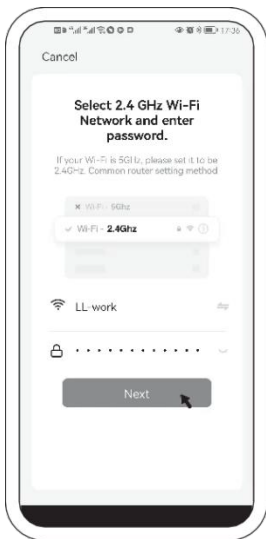 17:36
Cancel
Select 2.4 GHz Wi-Fi
Network and enter
password.
If your Wi-Fi is 5GHz, please set it to be
2.4GHz. Common router setting method
Wi-Fi - 5Ghz
Wi-Fi - 2.4Ghz
LL-work
Next